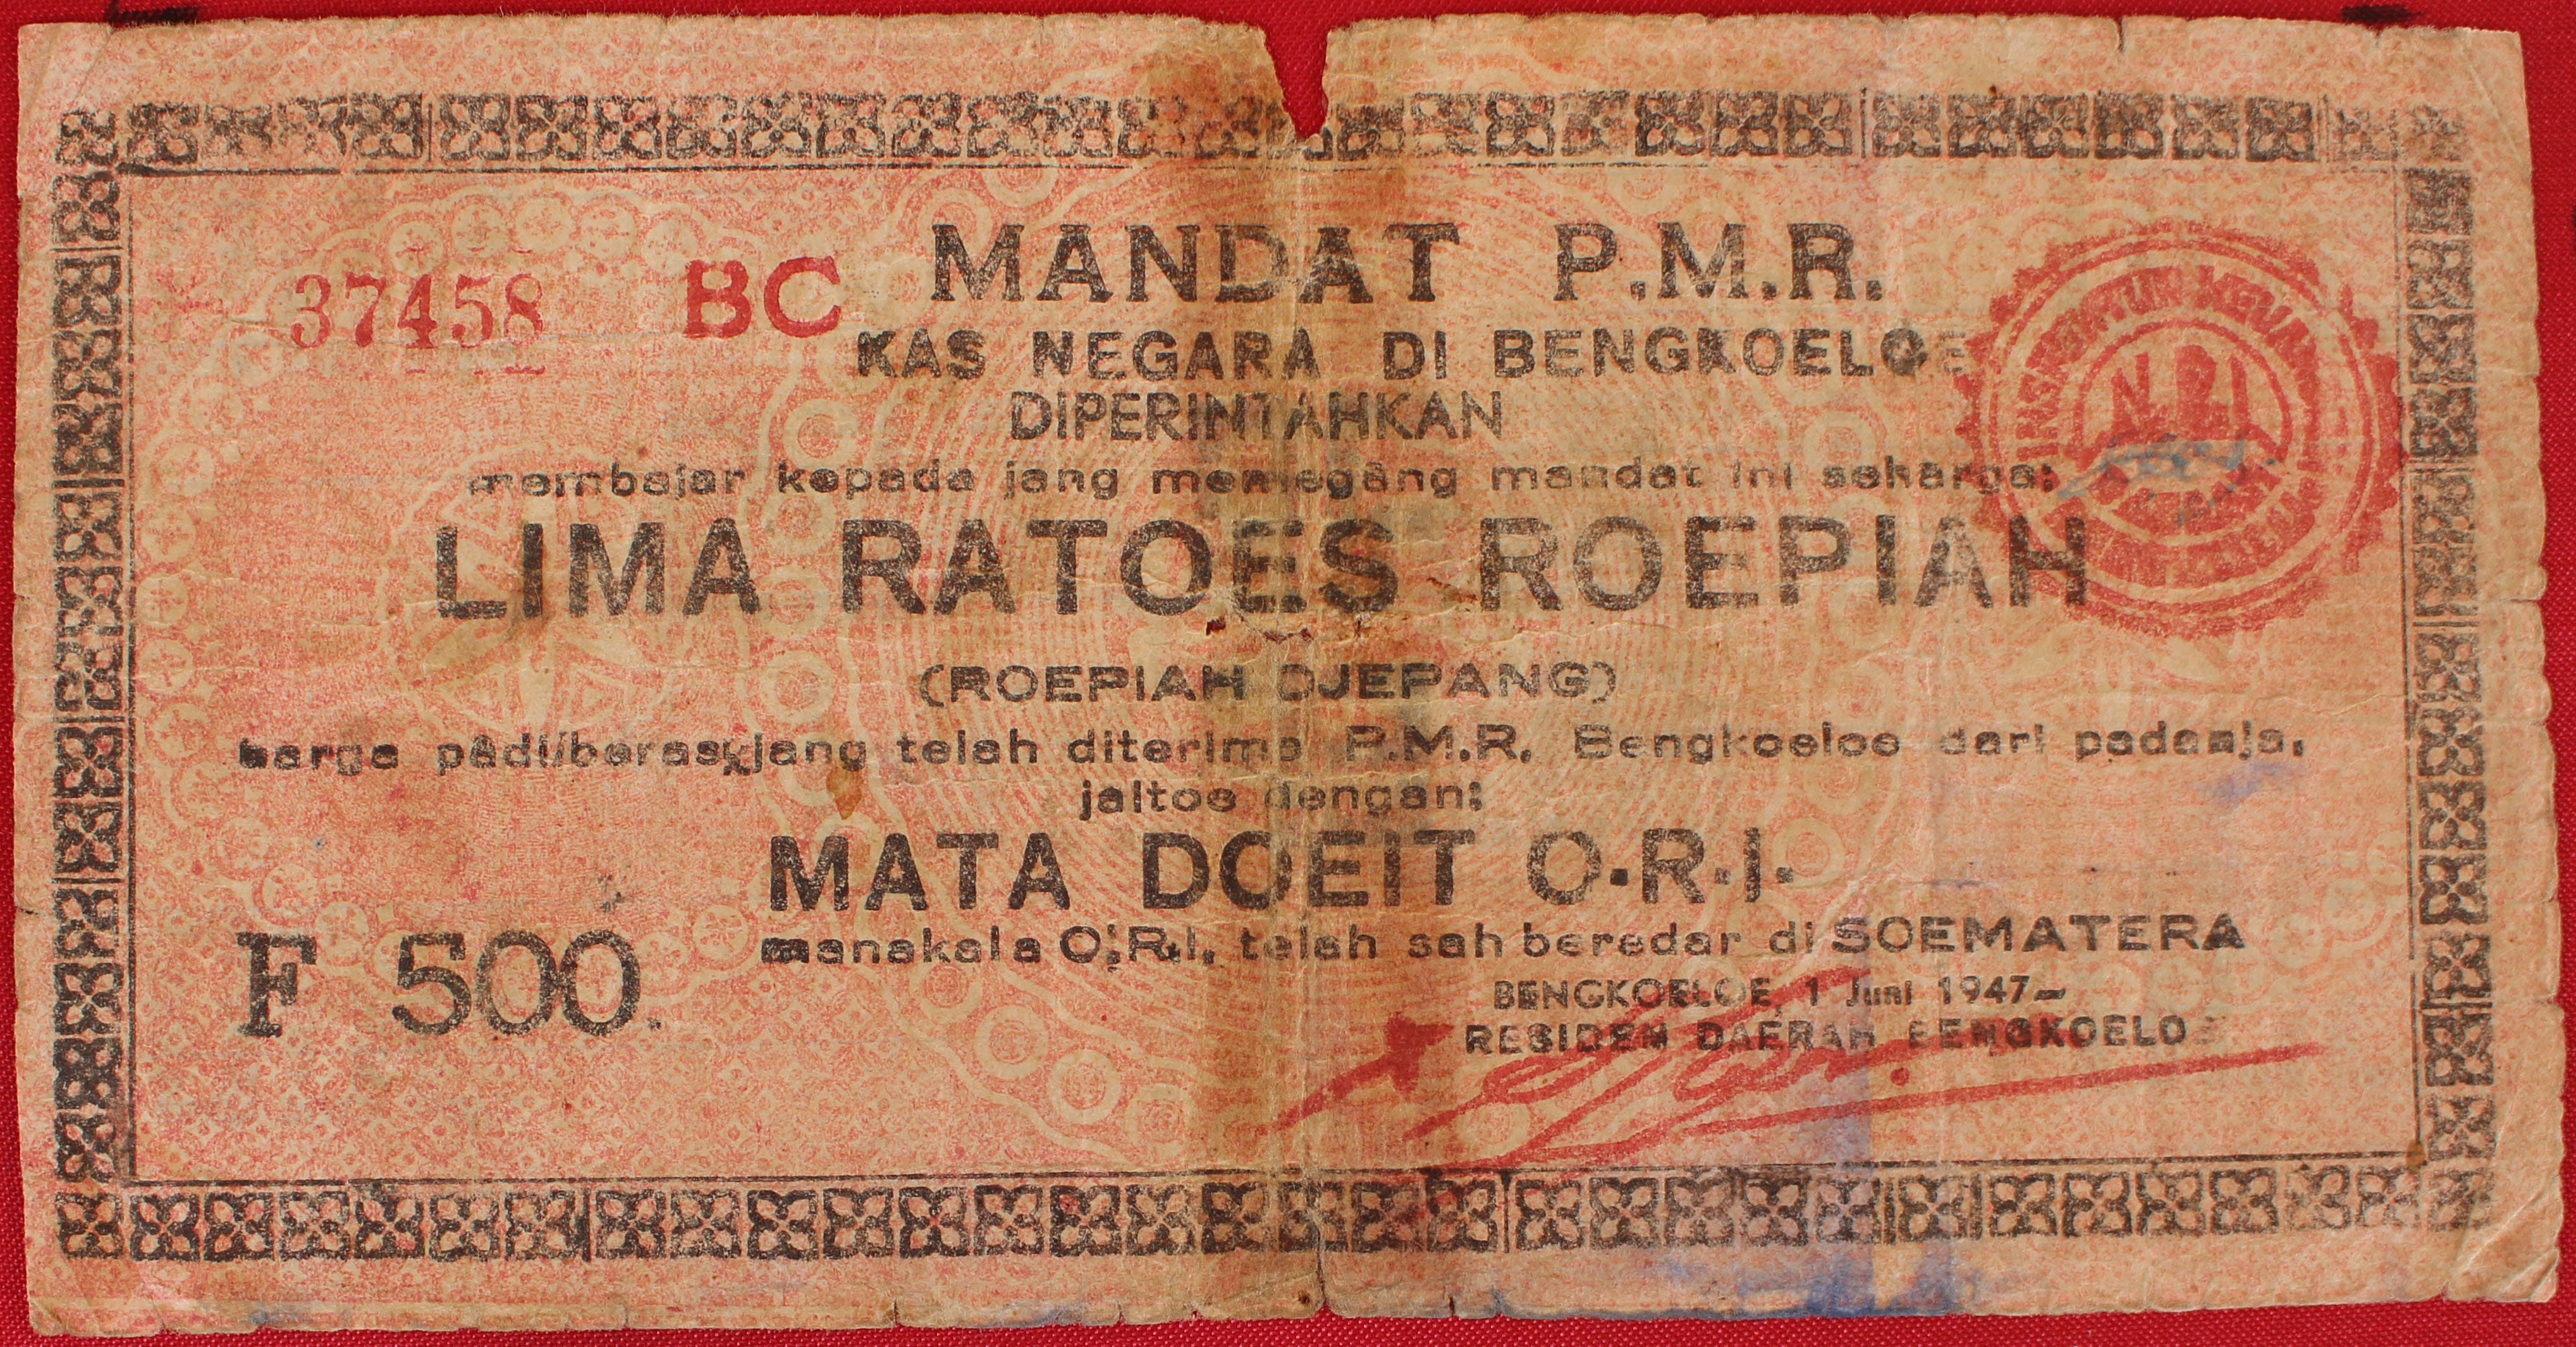 37458 BC MANDAT P.M.R.
KAS NEGARA DI BENGKOELOE
DIPERINTAHKAN
membajar kepada jang memegang mandat ini seharga:
LIMA RATOES ROEPIAH
(ROEPIAH DJEPANG)
harga padi/beras jang telah diterima P.M.R. Bengkoeloe dari padanja,
jaitoe dengan:
MATA DOEIT O.R.I.
manakala O.R.I. telah sah beredar di SOEMATERA
F 500.
BENGKOELOE, 1 Juni 1947-
RESIDEN DAERAH BENGKOELOE
N.R.I.